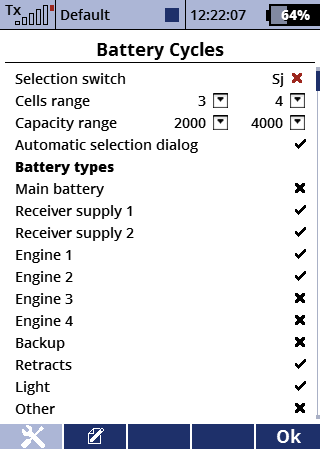 Tx Default 12:22:07 64%
Battery Cycles
Selection switch Sj
Cells range 3 4
Capacity range 2000 4000
Automatic selection dialog
Battery types
Main battery
Receiver supply 1
Receiver supply 2
Engine 1
Engine 2
Engine 3
Engine 4
Backup
Retracts
Light
Other
Ok